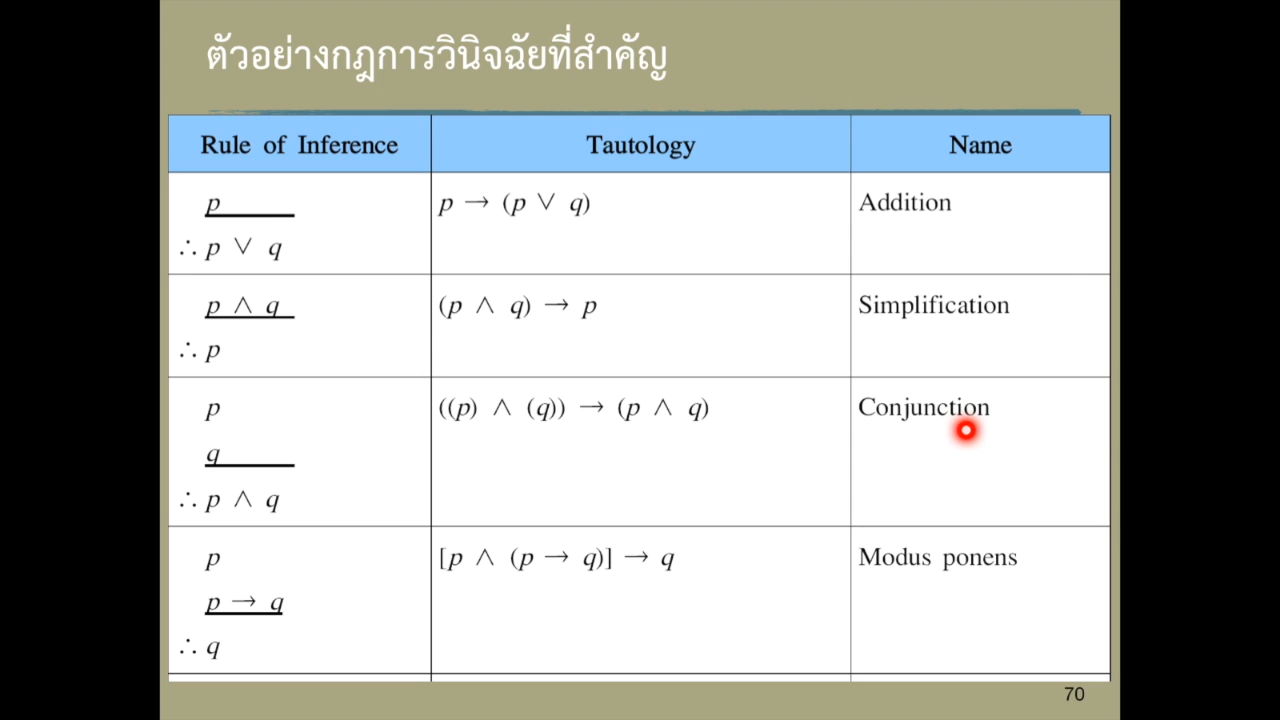 ตัวอย่างกฎการวินิจฉัยที่สำคัญ
Rule of Inference Tautology Name
p p → (p ∨ q) Addition
∴ p ∨ q
p ∧ q (p ∧ q) → p Simplification
∴ p
p ((p) ∧ (q)) → (p ∧ q) Conjunction
q
∴ p ∧ q
p [p ∧ (p → q)] → q Modus ponens
p → q
∴ q
70